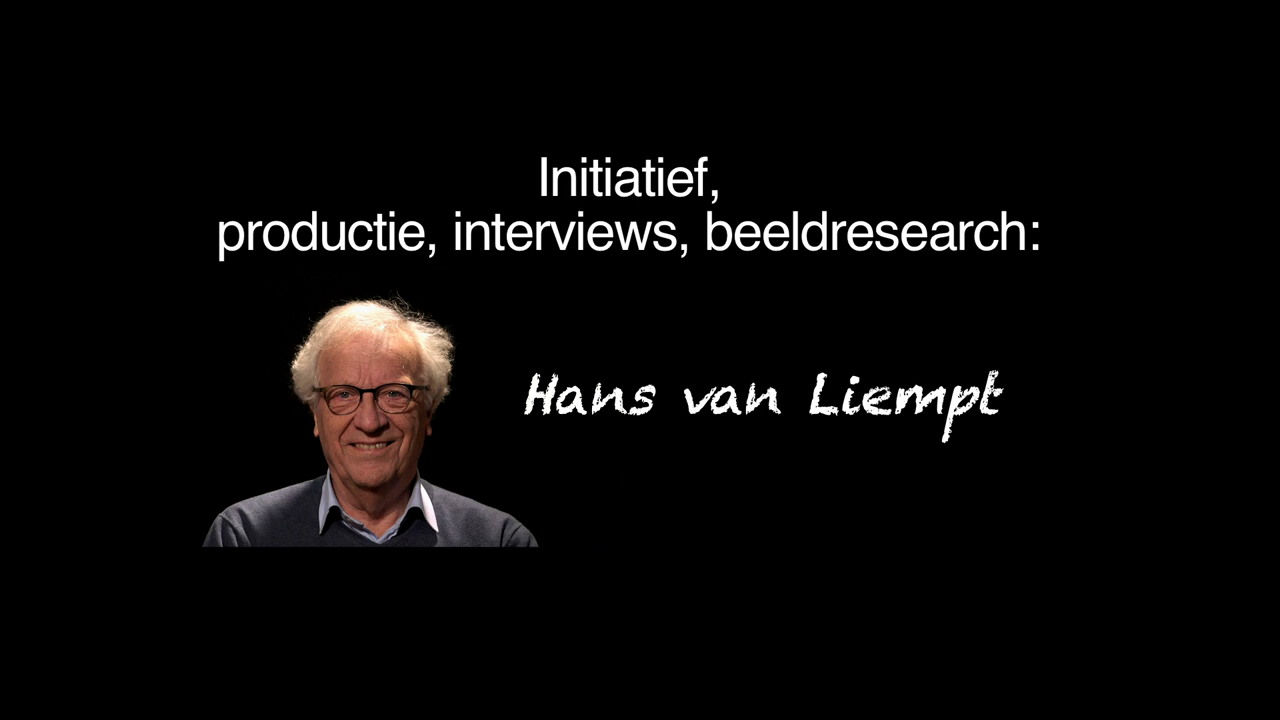 Initiatief,
productie, interviews, beeldresearch:
Hans van Liempt